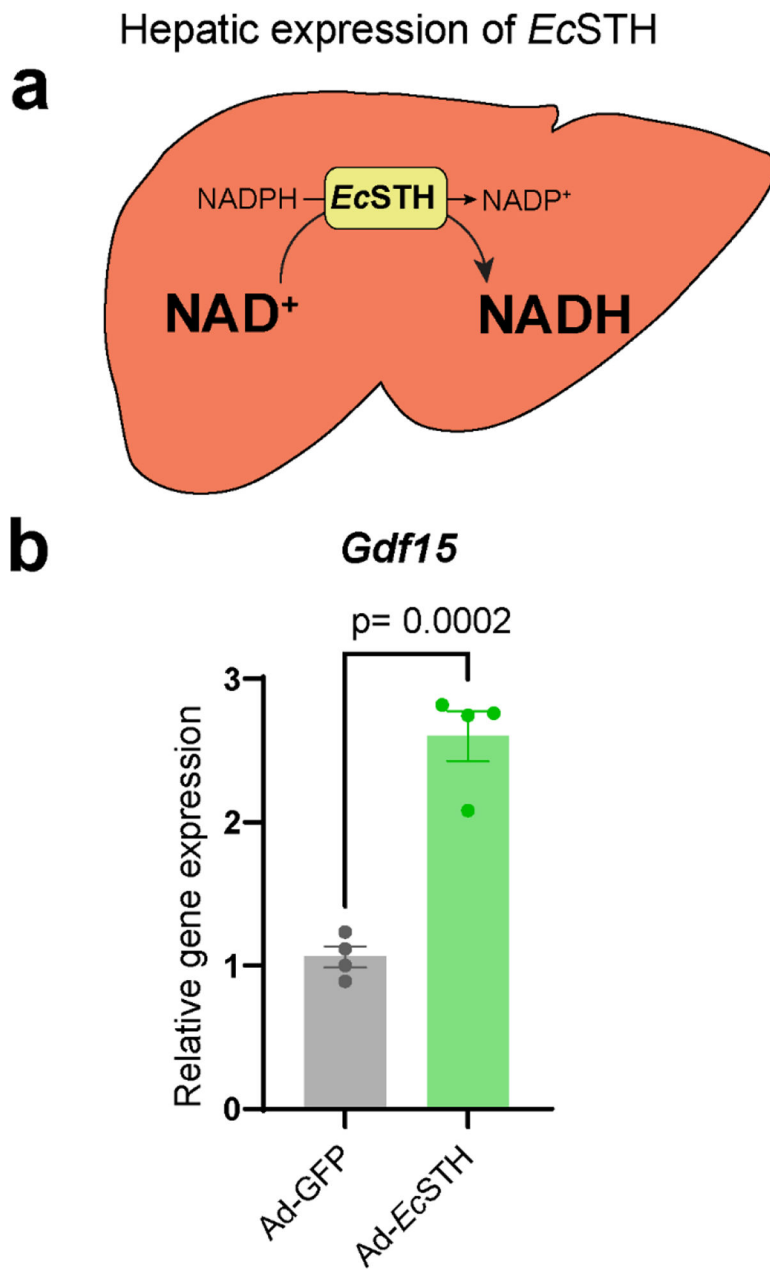 Hepatic expression of EcSTH
a
NADPH EcSTH NADP⁺
NAD⁺ NADH
b
Gdf15
p= 0.0002
Relative gene expression
3
2
1
0
Ad-GFP
Ad-EcSTH